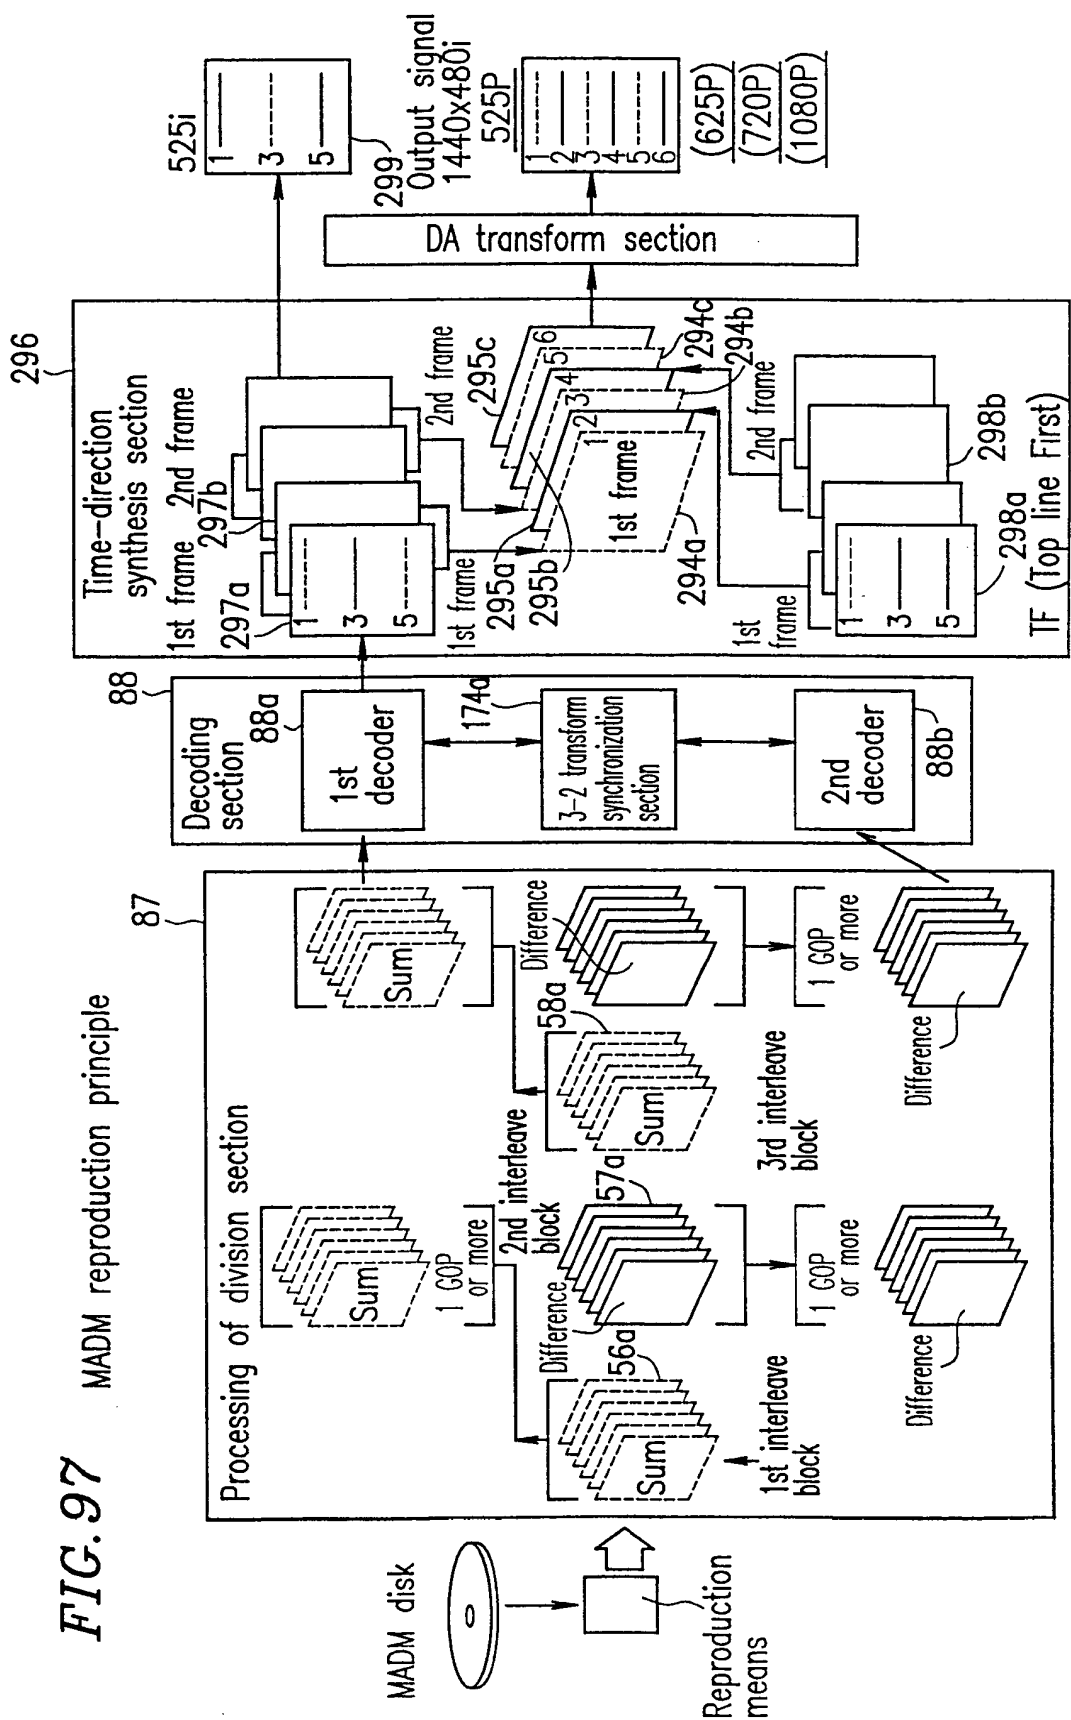 FIG.97
MADM reproduction principle
MADM disk
Reproduction
means
87
Processing of division section
Sum
1 GOP
or more
Sum
Sum
56a
1st interleave
block
Difference
57a
2nd interleave
block
Sum
58a
3rd interleave
block
Difference
1 GOP
or more
Difference
1 GOP
or more
Difference
88
Decoding
section
88a
1st
decoder
174a
3-2 transform
synchronization
section
2nd
decoder
88b
296
Time-direction
synthesis section
1st frame
2nd frame
297a
297b
1
3
5
1st frame
2nd frame
295a
295b
295c
1
2
3
4
5
6
1st frame
294a
294c
294b
1st
frame
2nd frame
1
3
5
298a
298b
TF (Top line First)
DA transform section
525i
1
3
5
299
Output signal
1440x480i
525P
1
2
3
4
5
6
(625P)
(720P)
(1080P)